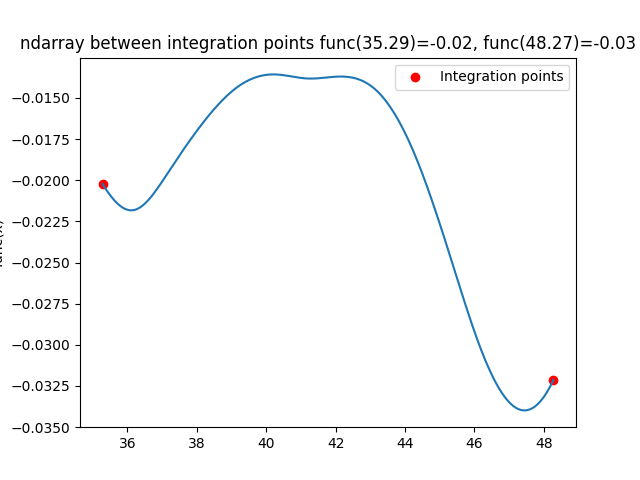 ndarray between integration points func(35.29)=-0.02, func(48.27)=-0.03
Integration points
−0.0150
−0.0175
−0.0200
−0.0225
−0.0250
−0.0275
−0.0300
−0.0325
−0.0350
func(x)
36 38 40 42 44 46 48